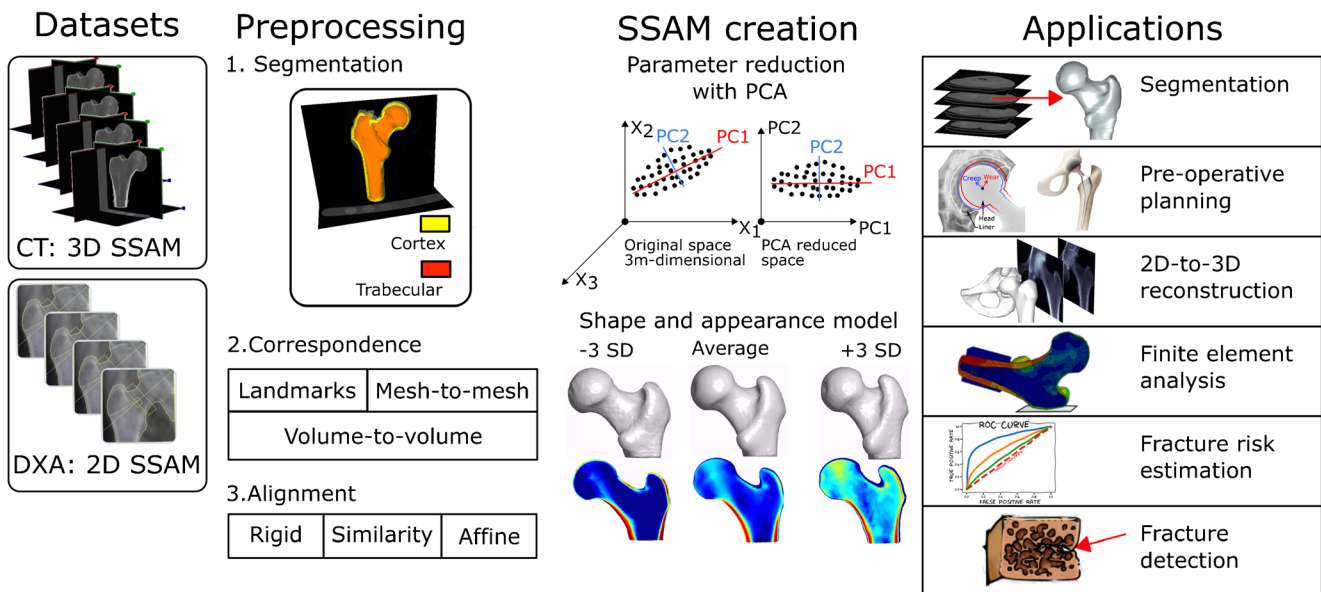 Datasets
CT: 3D SSAM
DXA: 2D SSAM
Preprocessing
1. Segmentation
Cortex
Trabecular
2.Correspondence
Landmarks
Mesh-to-mesh
Volume-to-volume
3.Alignment
Rigid
Similarity
Affine
SSAM creation
Parameter reduction
with PCA
X2
PC2
PC1
X1
X3
Original space
3m-dimensional
PC2
PC2
PC1
PC1
PCA reduced
space
Shape and appearance model
-3 SD
Average
+3 SD
Applications
Segmentation
Creep
Wear
Head
Liner
Pre-operative
planning
2D-to-3D
reconstruction
Finite element
analysis
ROC CURVE
TRUE POSITIVE RATE
FALSE POSITIVE RATE
Fracture risk
estimation
Fracture
detection